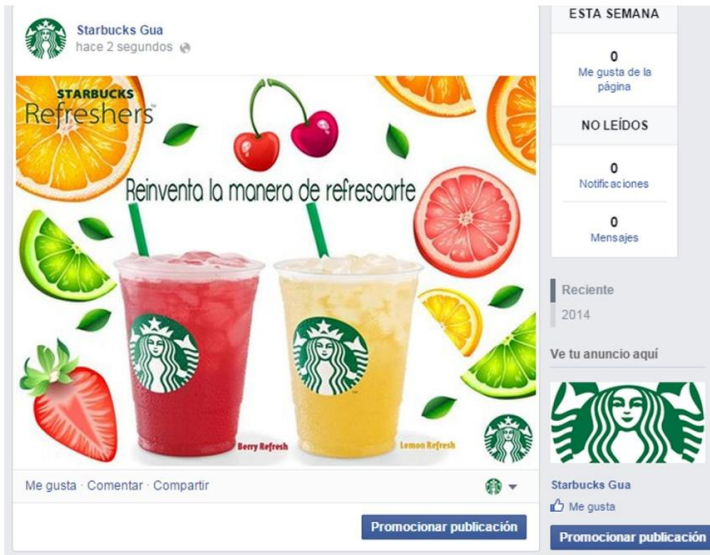 Starbucks Gua
hace 2 segundos
STARBUCKS
Refreshers™
Reinventa la manera de refrescarte
Berry Refresh
Lemon Refresh
Me gusta · Comentar · Compartir
Promocionar publicación
ESTA SEMANA
0
Me gusta de la
página
NO LEÍDOS
0
Notificaciones
0
Mensajes
Reciente
2014
Ve tu anuncio aquí
Starbucks Gua
Me gusta
Promocionar publicación